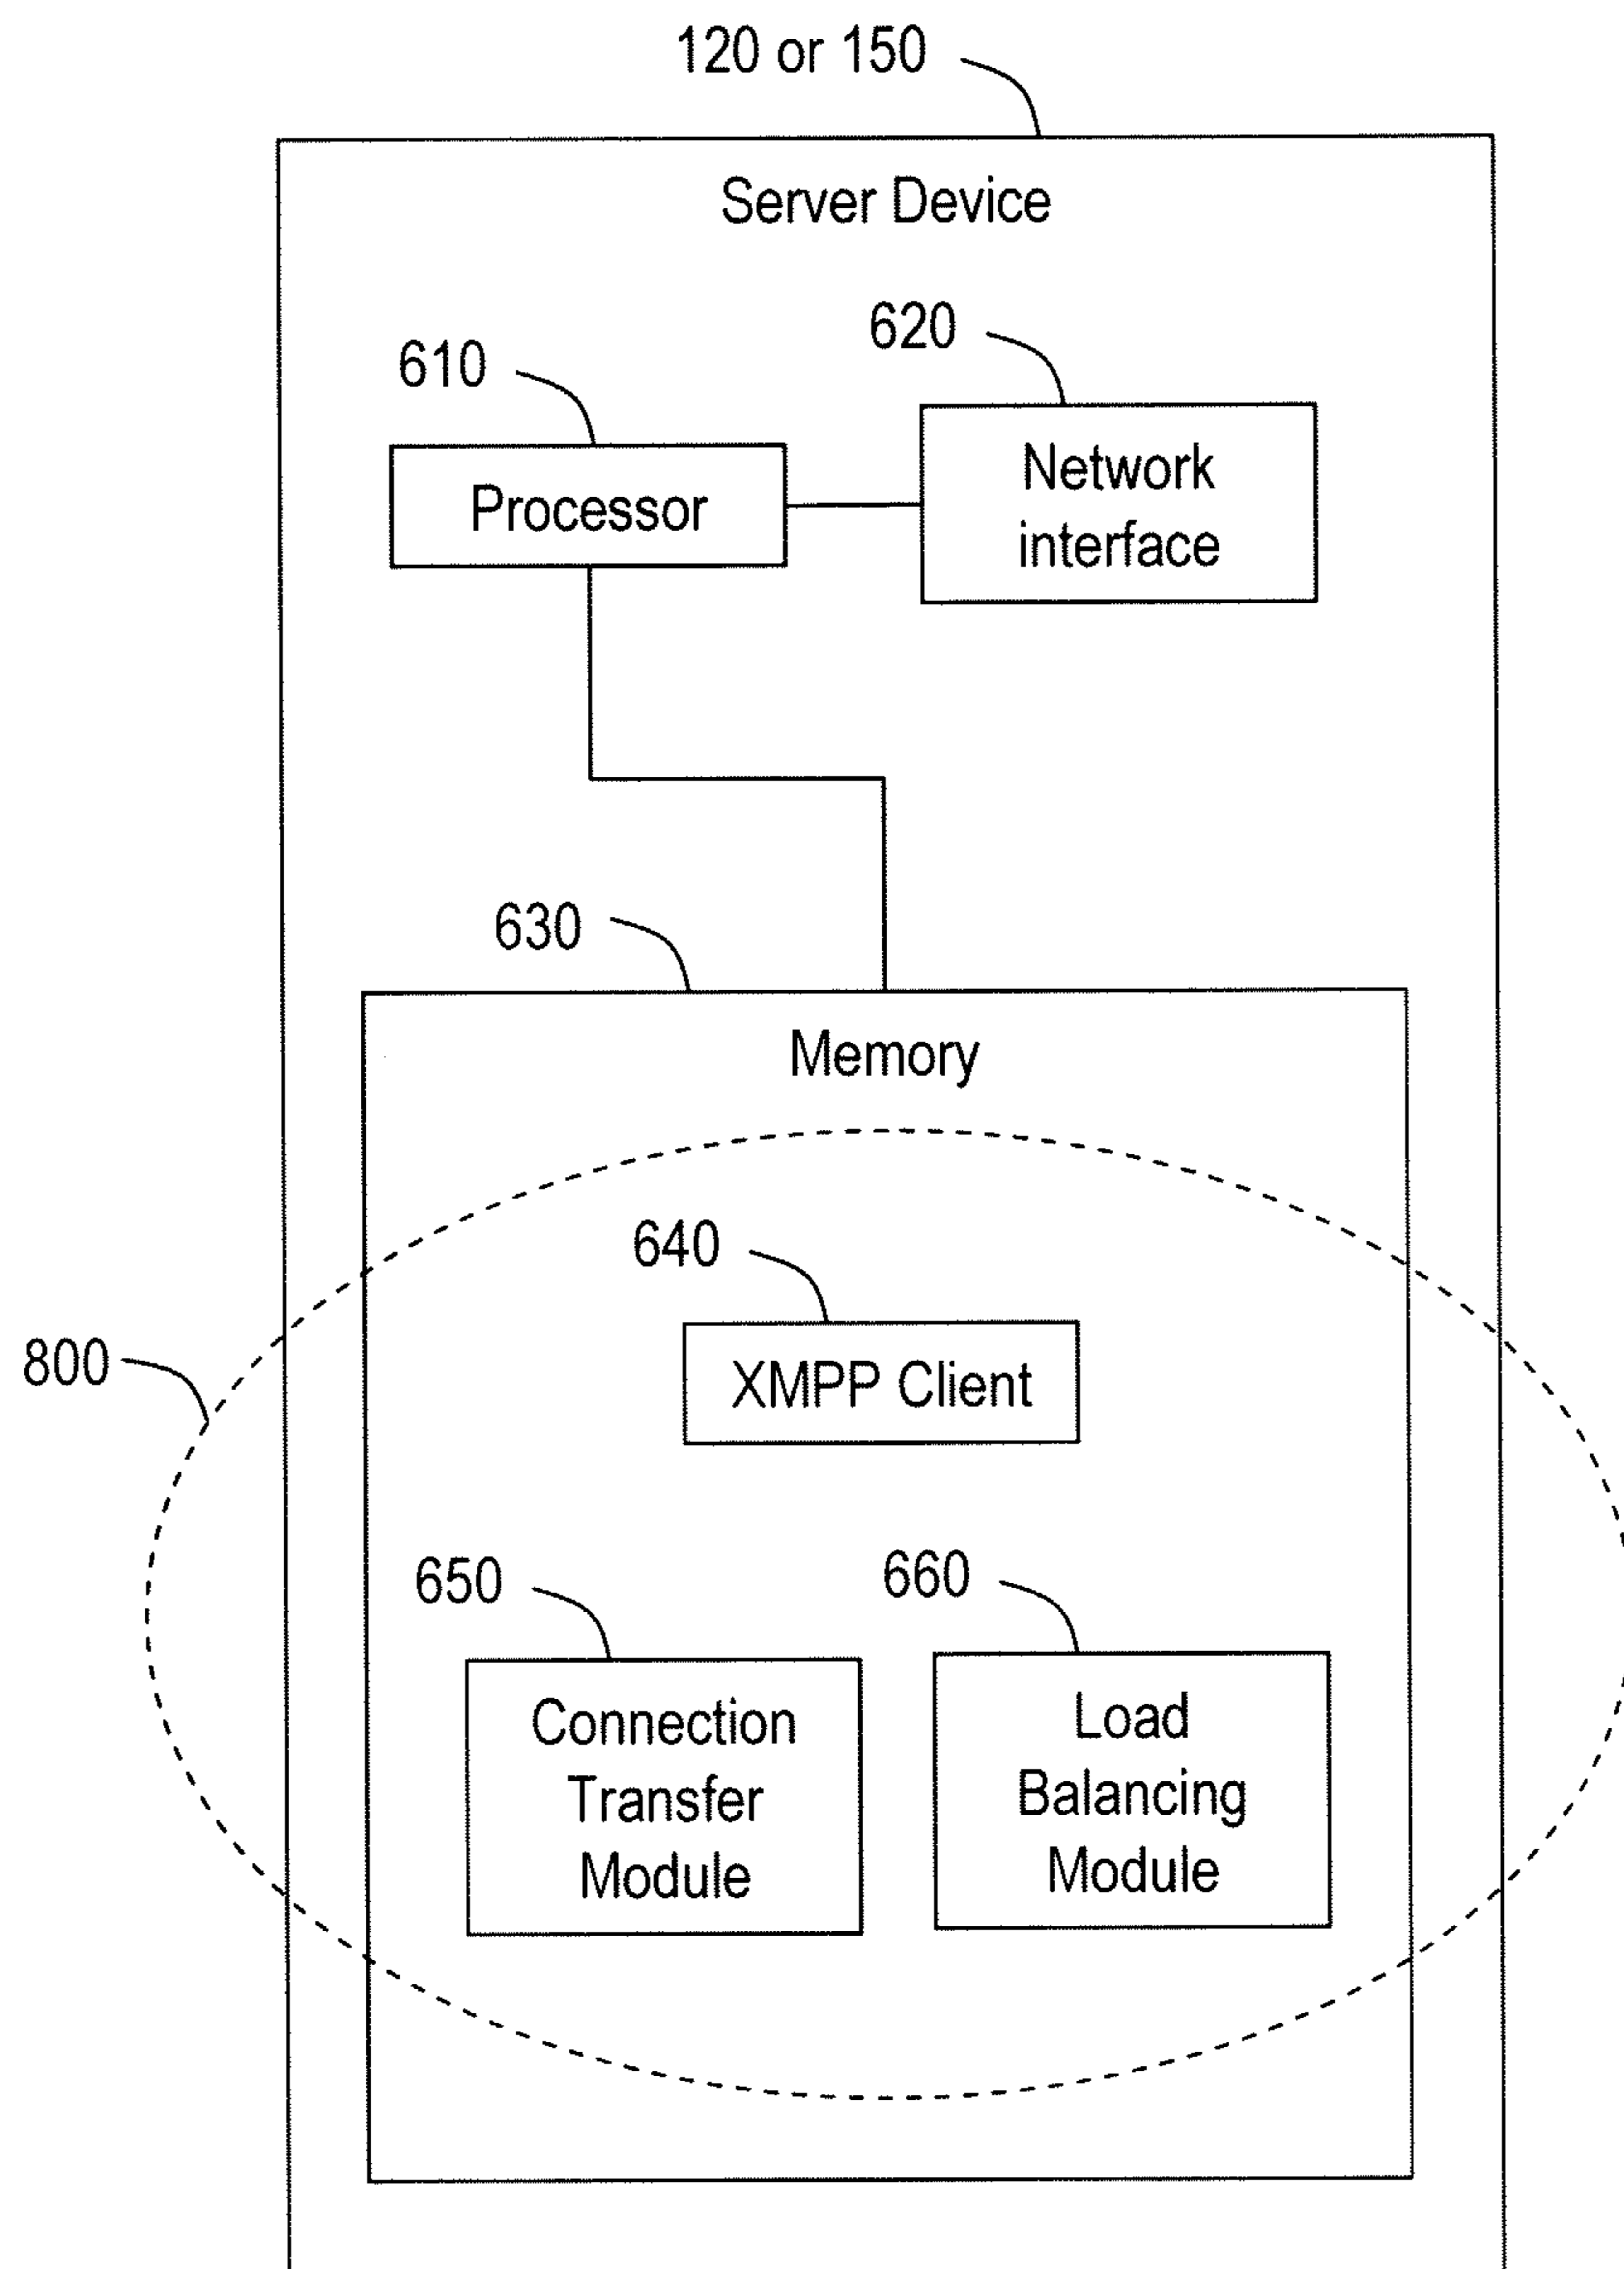 120 or 150
Server Device
620
610
Network
interface
Processor
630
Memory
640
800
XMPP Client
650
660
Connection
Transfer
Module
Load
Balancing
Module